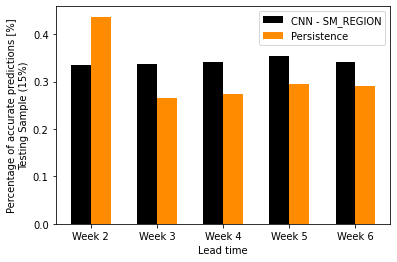 Percentage of accurate predictions [%]
Testing Sample (15%)
0.4
0.3
0.2
0.1
0.0
CNN - SM_REGION
Persistence
Week 2
Week 3
Week 4
Week 5
Week 6
Lead time